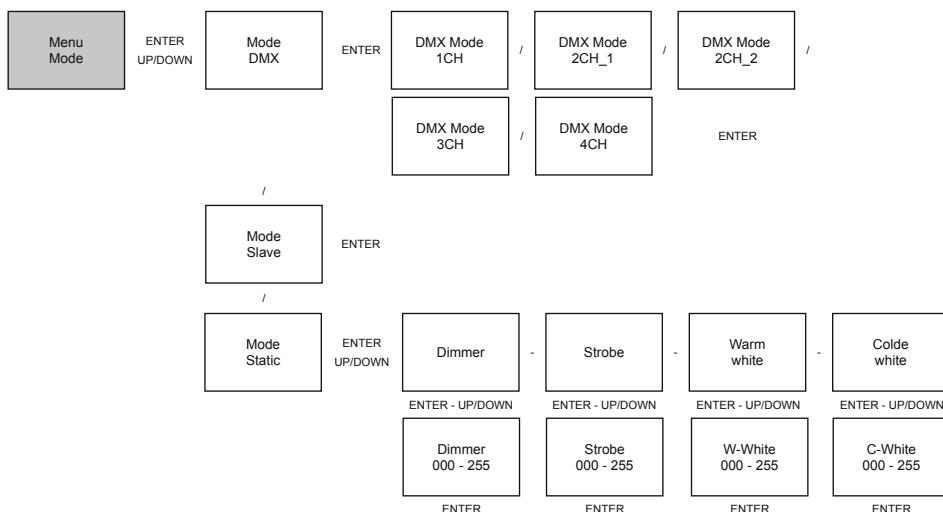 Menu
Mode
ENTER
UP/DOWN
Mode
DMX
ENTER
DMX Mode
1CH
/
DMX Mode
2CH_1
/
DMX Mode
2CH_2
/
DMX Mode
3CH
/
DMX Mode
4CH
ENTER
/
Mode
Slave
ENTER
/
Mode
Static
ENTER
UP/DOWN
Dimmer
-
Strobe
-
Warm
white
-
Colde
white
ENTER - UP/DOWN
ENTER - UP/DOWN
ENTER - UP/DOWN
ENTER - UP/DOWN
Dimmer
000 - 255
Strobe
000 - 255
W-White
000 - 255
C-White
000 - 255
ENTER
ENTER
ENTER
ENTER